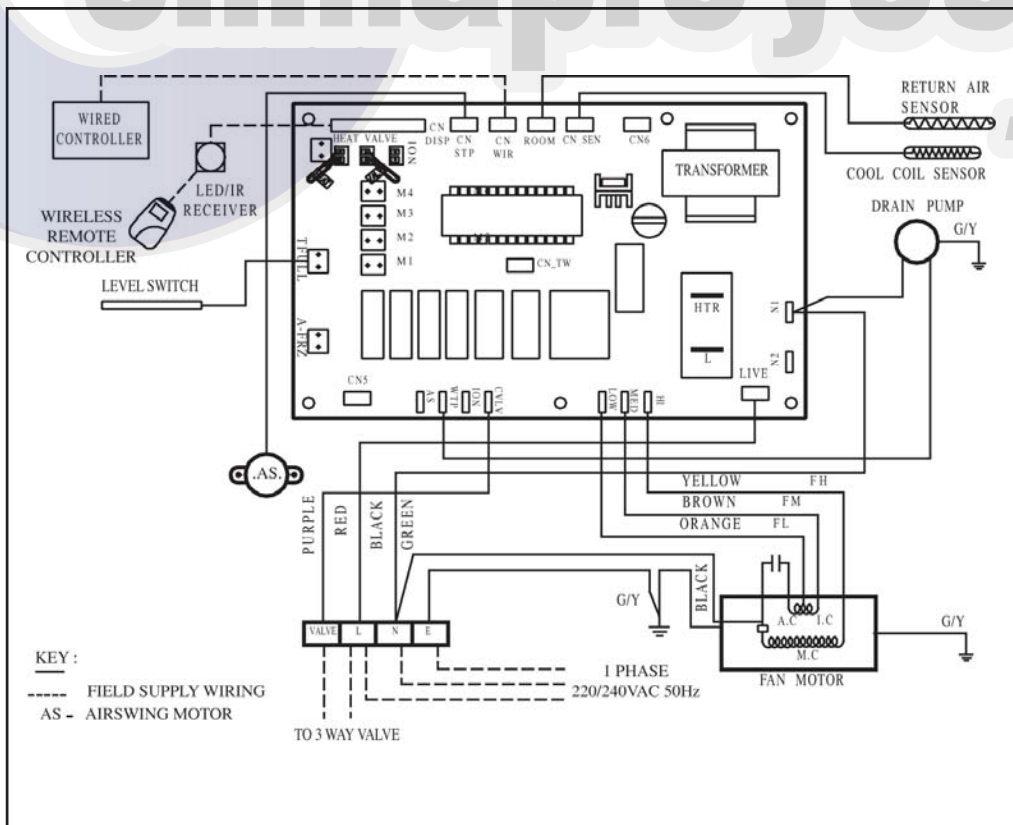 WIRED
CONTROLLER
LED/IR
RECEIVER
WIRELESS
REMOTE
CONTROLLER
LEVEL SWITCH
HEAT VALVE
ION
CN
DISP
CN
STP
CN
WIR
ROOM
CN_SEN
CN6
TRANSFORMER
RETURN AIR
SENSOR
COOL COIL SENSOR
DRAIN PUMP
G/Y
M4
M3
M2
M1
CN_TW
TFULL
A-FRZ
HTR
L
N1
N2
LIVE
CN5
AS
WTP
ION
CVLV
LOW
MED
HI
.AS.
PURPLE
RED
BLACK
GREEN
YELLOW FH
BROWN FM
ORANGE FL
G/Y
BLACK
A.C I.C
M.C
FAN MOTOR
G/Y
VALVE L N E
1 PHASE
220/240VAC 50Hz
TO 3 WAY VALVE
KEY :
FIELD SUPPLY WIRING
AS - AIRSWING MOTOR